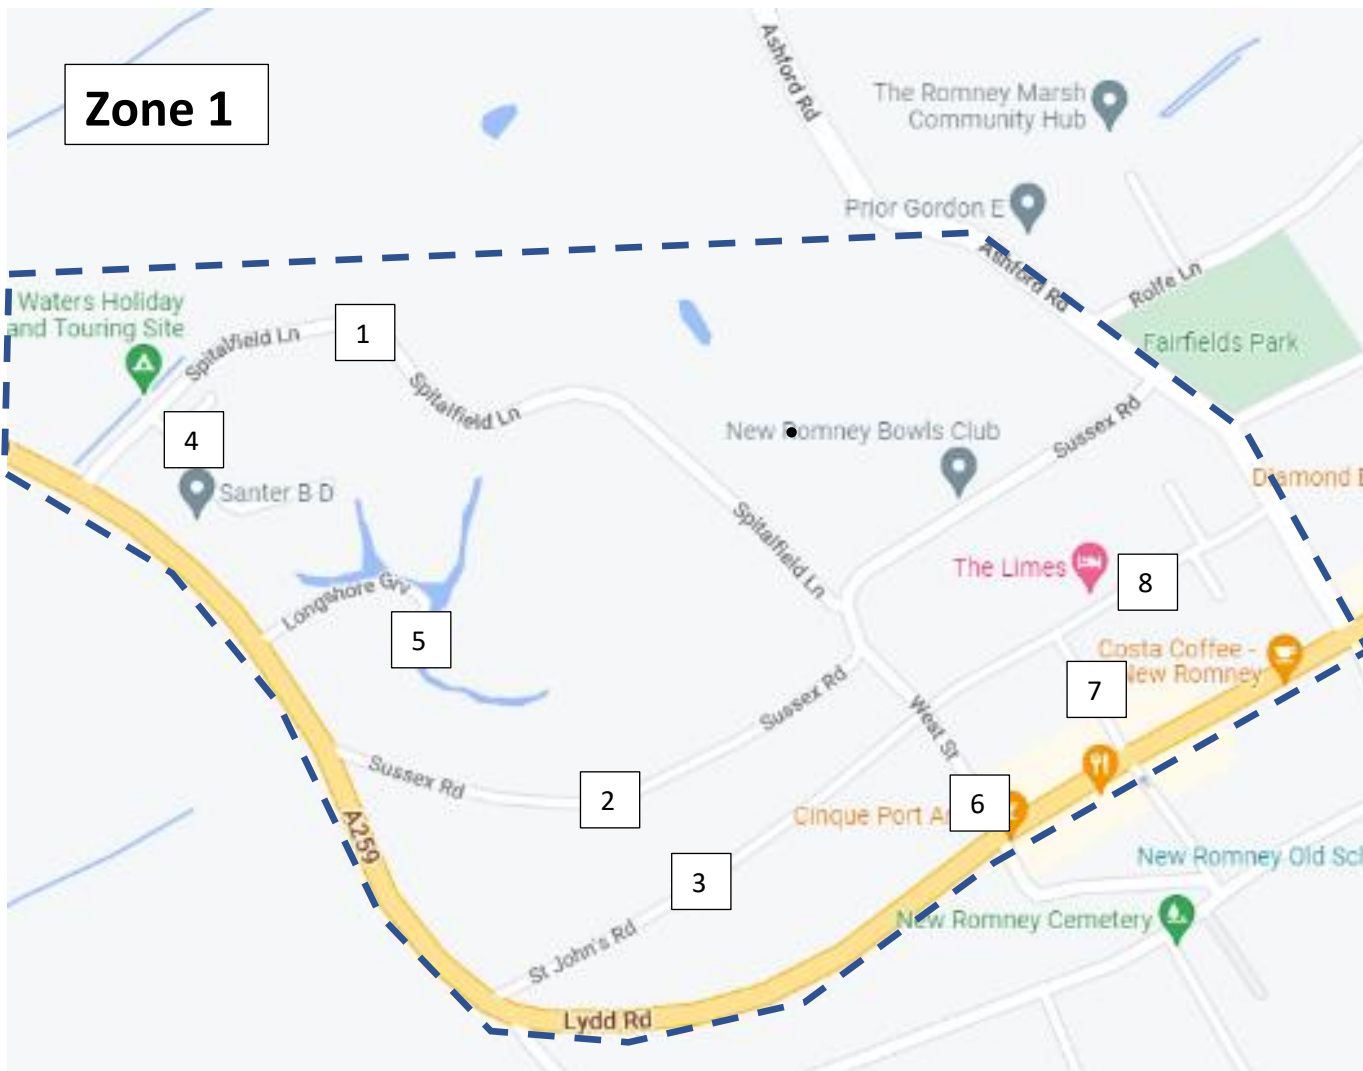 Zone 1
Ashford Rd
The Romney Marsh
Community Hub
Prior Gordon E
Ashford Rd
Rolfe Ln
Waters Holiday
and Touring Site
Spitalfield Ln
1
Fairfields Park
Spitalfield Ln
4
New Romney Bowls Club
Sussex Rd
Santer B D
Diamond
Spitalfield Ln
The Limes
8
Longshore Grv
5
Costa Coffee -
New Romney
7
Sussex Rd
West St
Sussex Rd
2
6
Cinque Port
A259
New Romney Old
3
New Romney Cemetery
St John's Rd
Lydd Rd